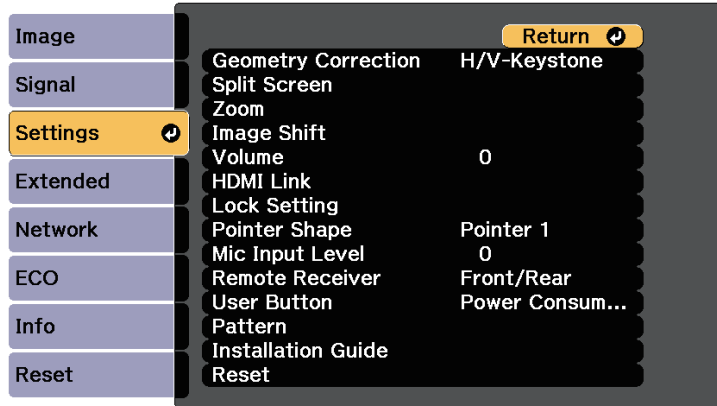 Image
Signal
Settings
Extended
Network
ECO
Info
Reset
Return
Geometry Correction H/V-Keystone
Split Screen
Zoom
Image Shift
Volume 0
HDMI Link
Lock Setting
Pointer Shape Pointer 1
Mic Input Level 0
Remote Receiver Front/Rear
User Button Power Consum...
Pattern
Installation Guide
Reset